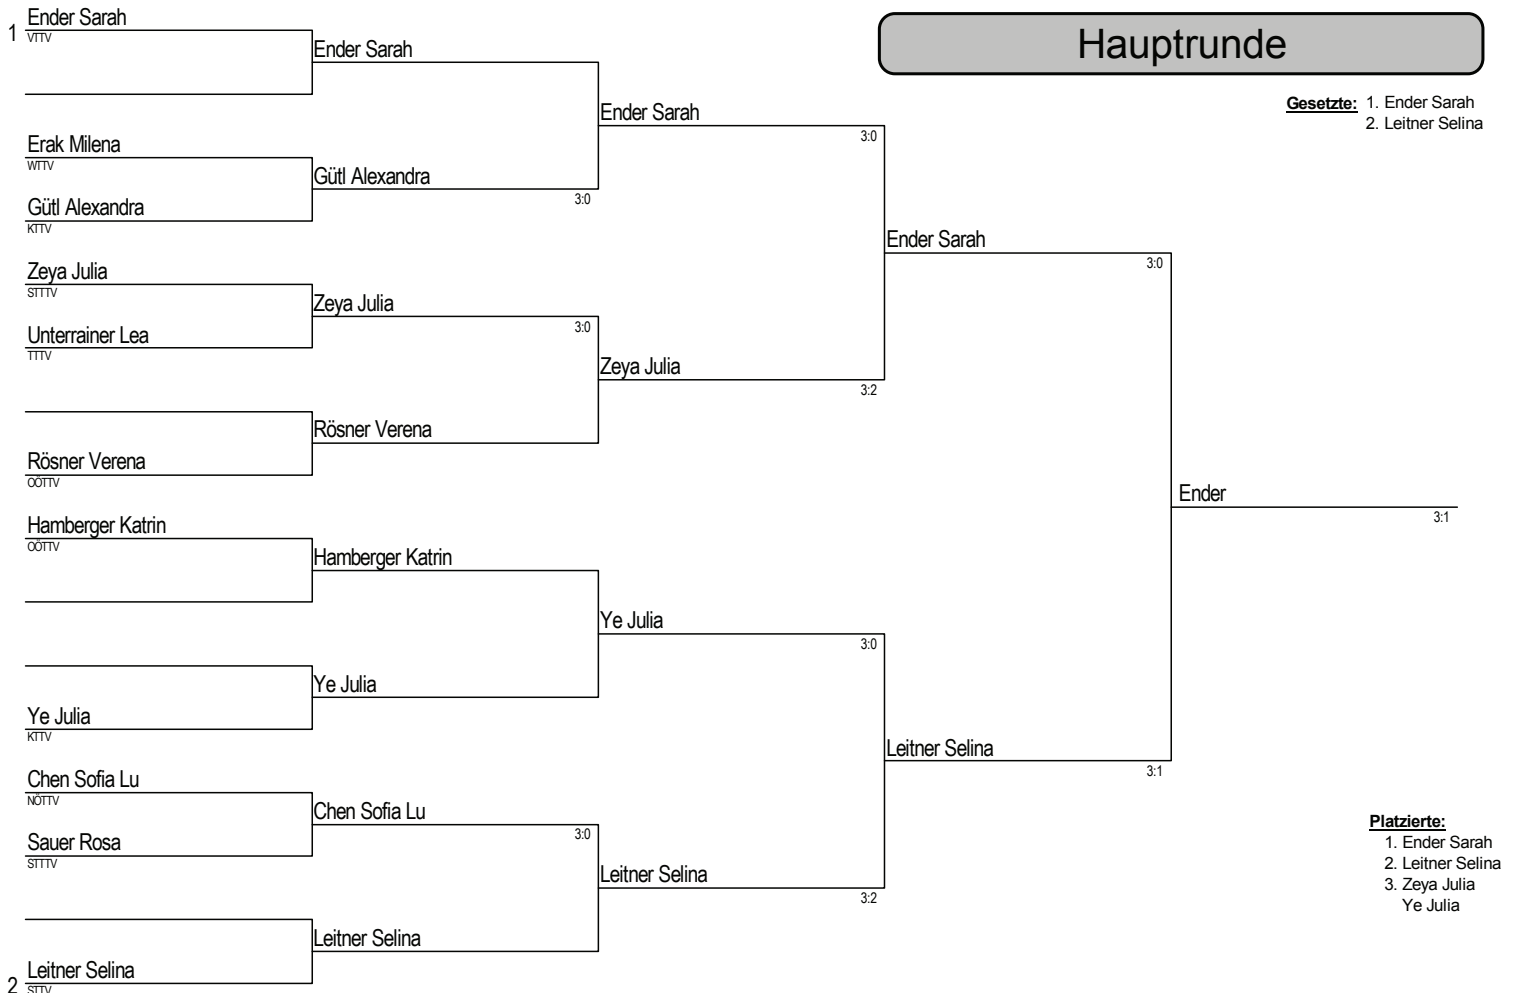 Hauptrunde
Gesetzte: 1. Ender Sarah
2. Leitner Selina
1 Ender Sarah
VTTV
Erak Milena
WTTV
Gütl Alexandra
KTTV
Zeya Julia
STTTV
Unterrainer Lea
TTTV
Rösner Verena
OÖTTV
Hamberger Katrin
OÖTTV
Ye Julia
KTTV
Chen Sofia Lu
NÖTTV
Sauer Rosa
STTTV
2 Leitner Selina
STTV
Ender Sarah
Gütl Alexandra
3:0
Zeya Julia
3:0
Rösner Verena
Hamberger Katrin
Ye Julia
Chen Sofia Lu
3:0
Leitner Selina
Ender Sarah
3:0
Zeya Julia
3:2
Ye Julia
3:0
Leitner Selina
3:2
Ender Sarah
3:0
Leitner Selina
3:1
Ender
3:1
Platzierte:
1. Ender Sarah
2. Leitner Selina
3. Zeya Julia
Ye Julia